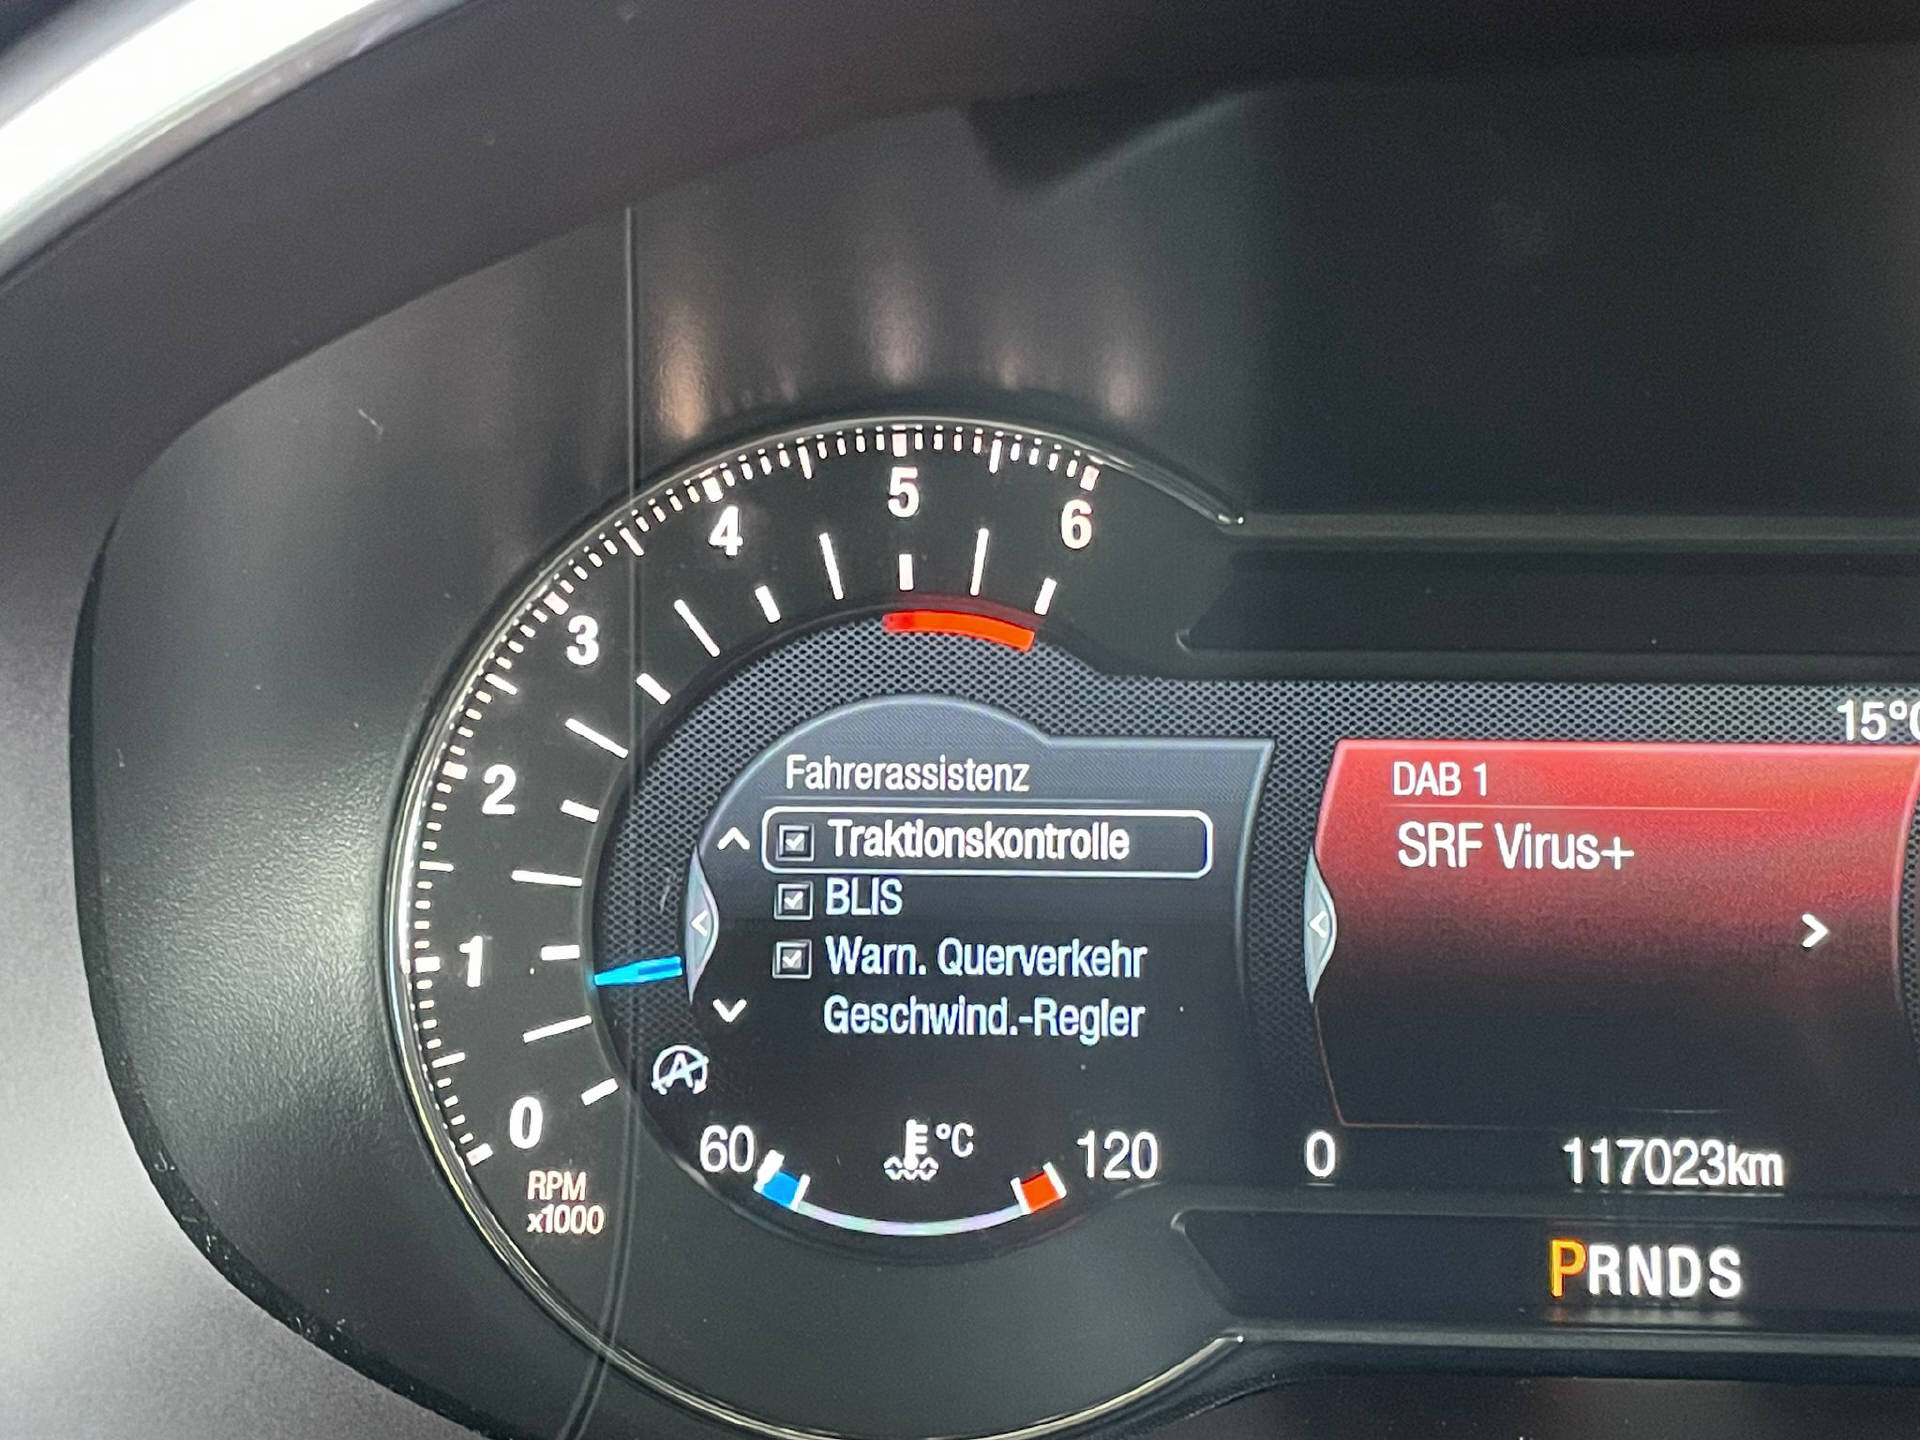 6
5
4
3
2
1
0
RPM
x1000
Fahrerassistenz
Traktionskontrolle
BLIS
Warn. Querverkehr
Geschwind.-Regler
A
60
°C
120
15°C
DAB 1
SRF Virus+
0
117023km
PRNDS